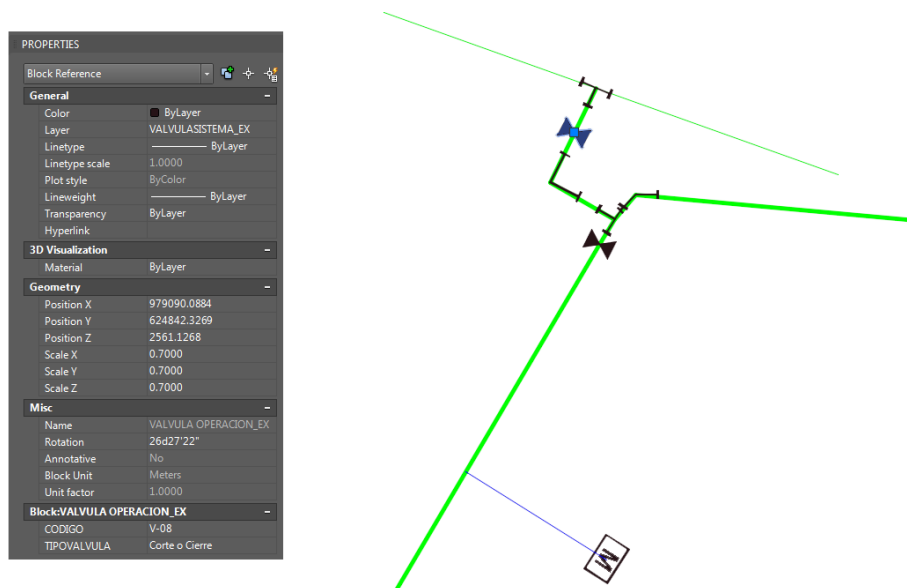 PROPERTIES
Block Reference
General
Color ByLayer
Layer VALVULASISTEMA_EX
Linetype ByLayer
Linetype scale 1.0000
Plot style ByColor
Lineweight ByLayer
Transparency ByLayer
Hyperlink
3D Visualization
Material ByLayer
Geometry
Position X 979090.0884
Position Y 624842.3269
Position Z 2561.1268
Scale X 0.7000
Scale Y 0.7000
Scale Z 0.7000
Misc
Name VALVULA OPERACION_EX
Rotation 26d27'22"
Annotative No
Block Unit Meters
Unit factor 1.0000
Block:VALVULA OPERACION_EX
CODIGO V-08
TIPOVALVULA Corte o Cierre
M